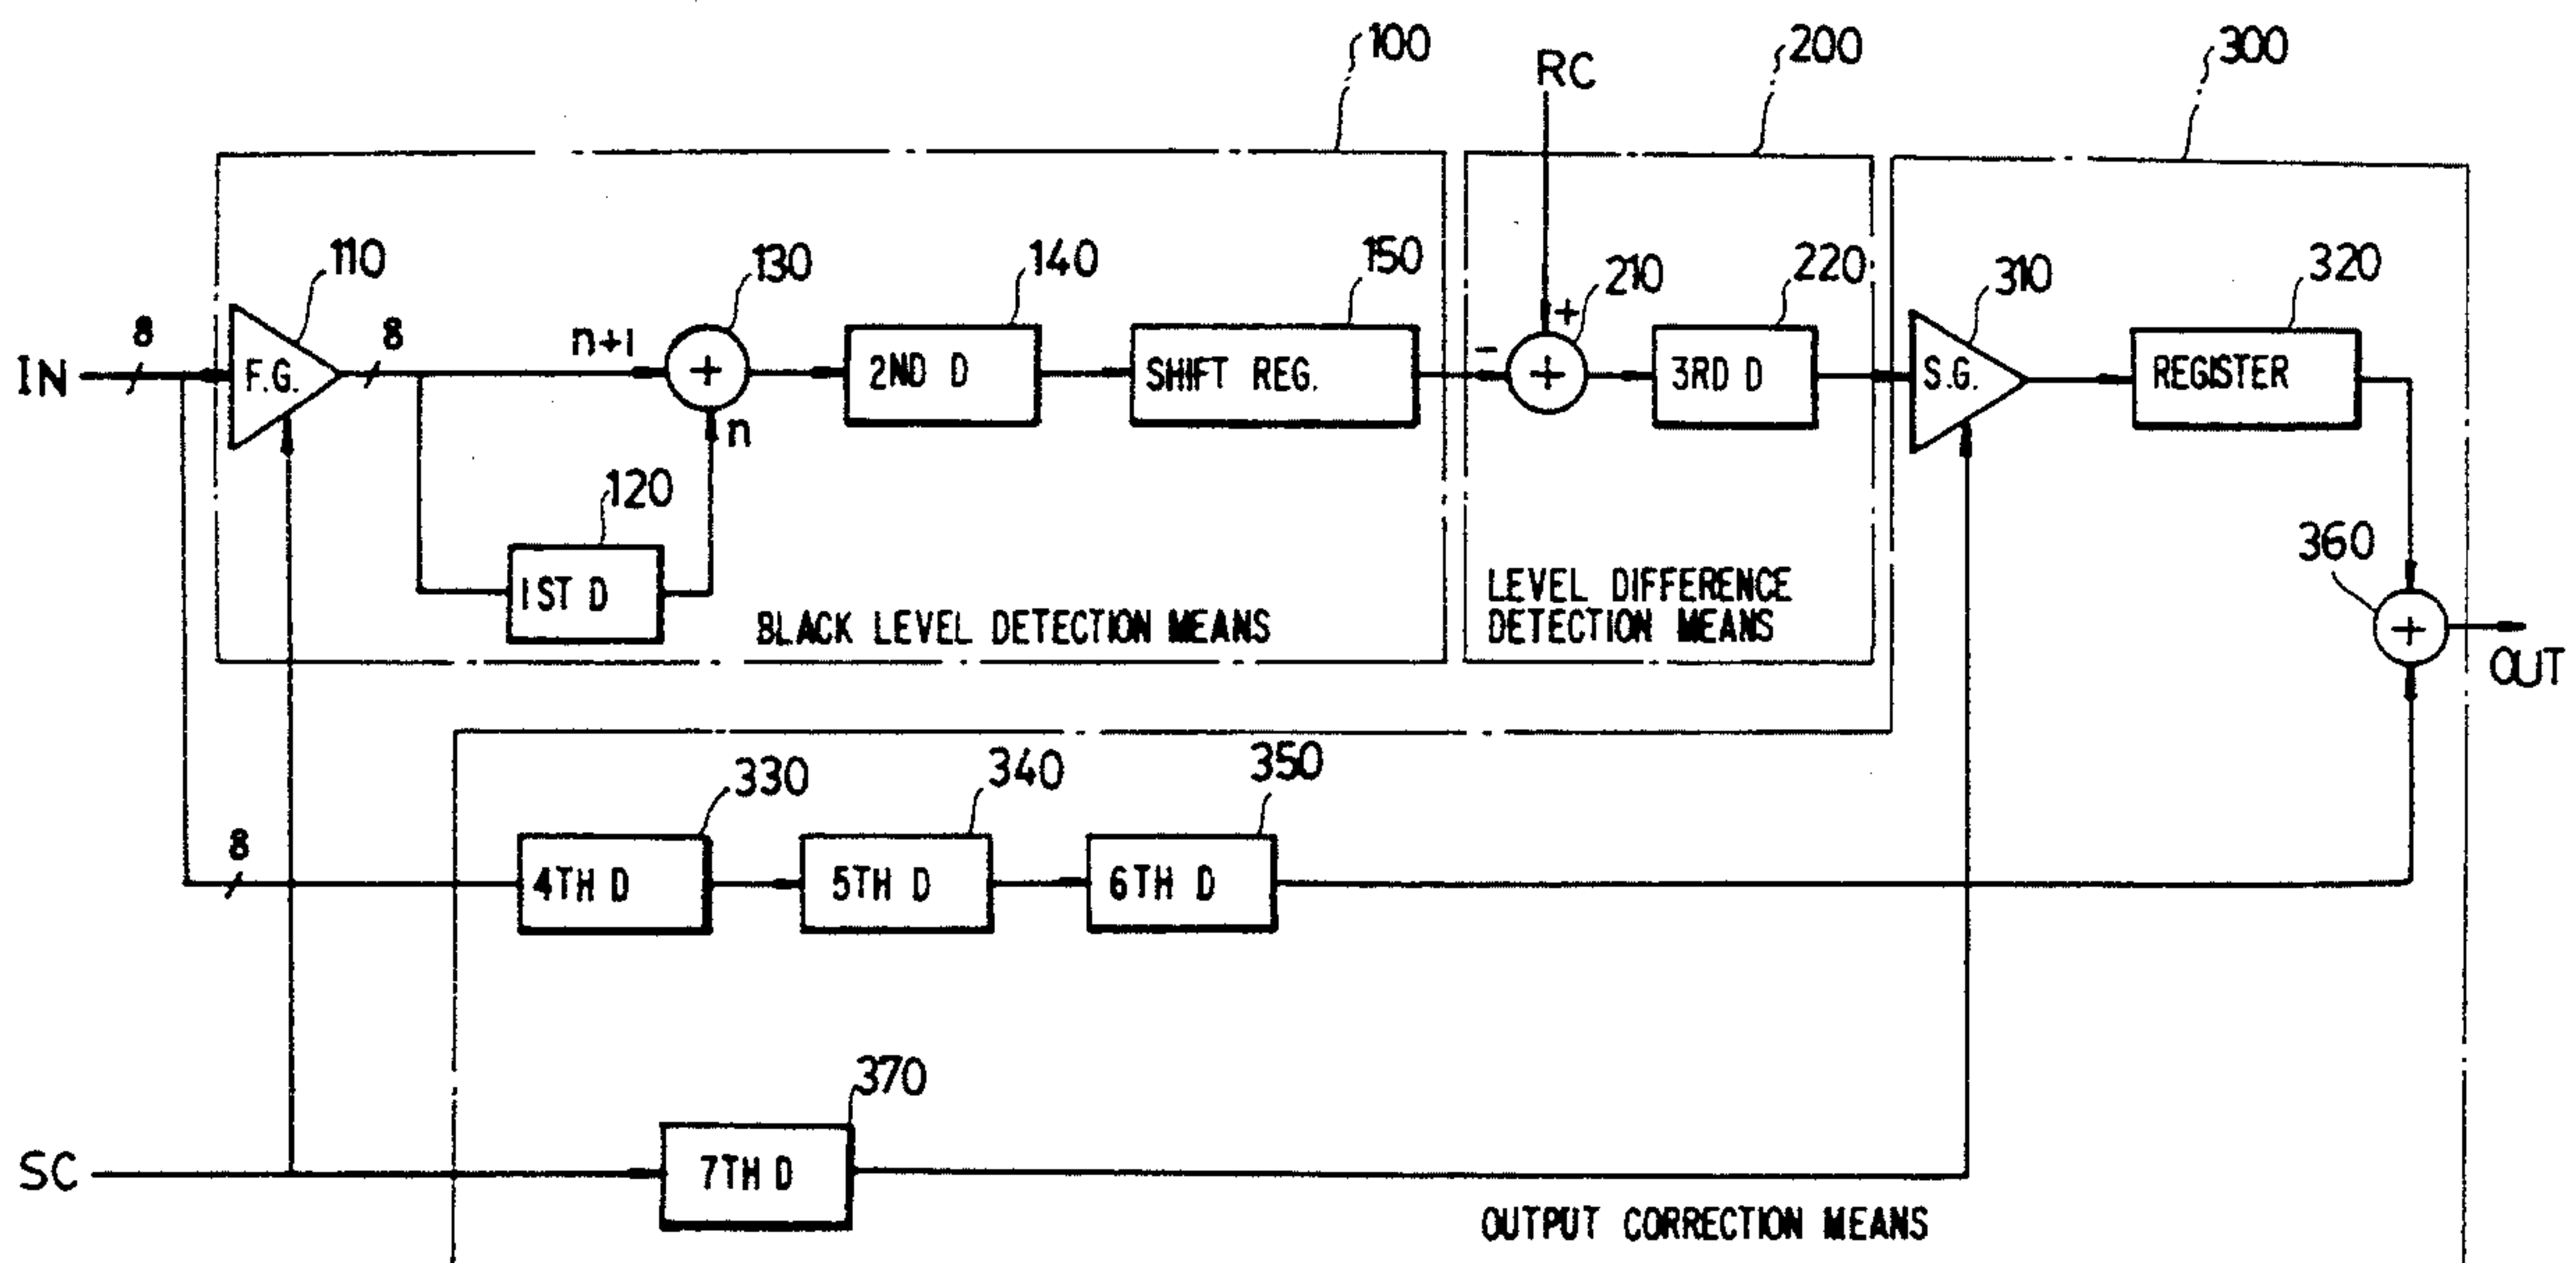 100
RC
200
300
110
130
140
150
210
220
310
320
8
8
n+1
+
-
IN
F.G.
+
2ND D
SHIFT REG.
+
3RD D
S.G.
REGISTER
n
120
1ST D
360
LEVEL DIFFERENCE
DETECTION MEANS
BLACK LEVEL DETECTION MEANS
+
OUT
330
340
350
8
4TH D
5TH D
6TH D
370
SC
7TH D
OUTPUT CORRECTION MEANS